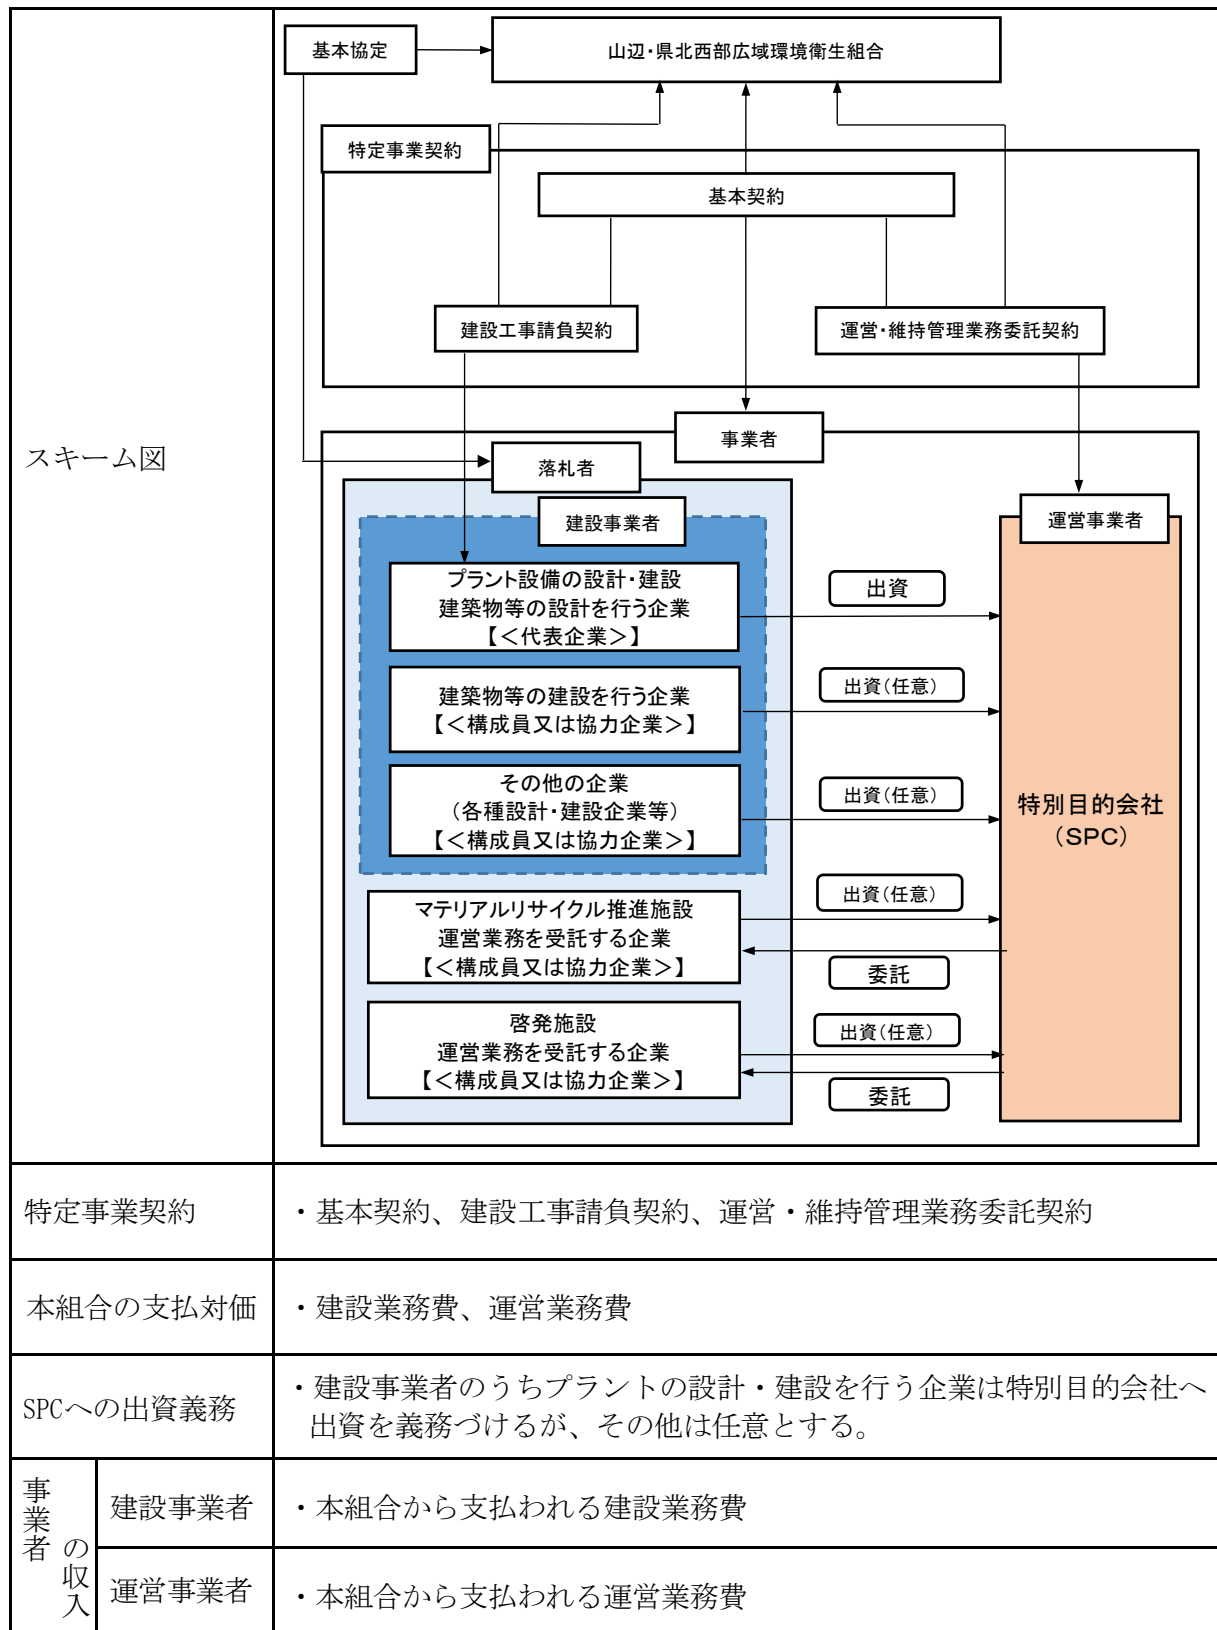 スキーム図
基本協定
山辺・県北西部広域環境衛生組合
特定事業契約
基本契約
建設工事請負契約
運営・維持管理業務委託契約
事業者
落札者
建設事業者
運営事業者
プラント設備の設計・建設
建築物等の設計を行う企業
【＜代表企業＞】
出資
建築物等の建設を行う企業
【＜構成員又は協力企業＞】
出資（任意）
その他の企業
（各種設計・建設企業等）
【＜構成員又は協力企業＞】
出資（任意）
特別目的会社
（SPC）
マテリアルリサイクル推進施設
運営業務を受託する企業
【＜構成員又は協力企業＞】
出資（任意）
委託
啓発施設
運営業務を受託する企業
【＜構成員又は協力企業＞】
出資（任意）
委託
特定事業契約
・基本契約、建設工事請負契約、運営・維持管理業務委託契約
本組合の支払対価
・建設業務費、運営業務費
SPCへの出資義務
・建設事業者のうちプラントの設計・建設を行う企業は特別目的会社へ
出資を義務づけるが、その他は任意とする。
事業者
の収入
建設事業者
・本組合から支払われる建設業務費
運営事業者
・本組合から支払われる運営業務費